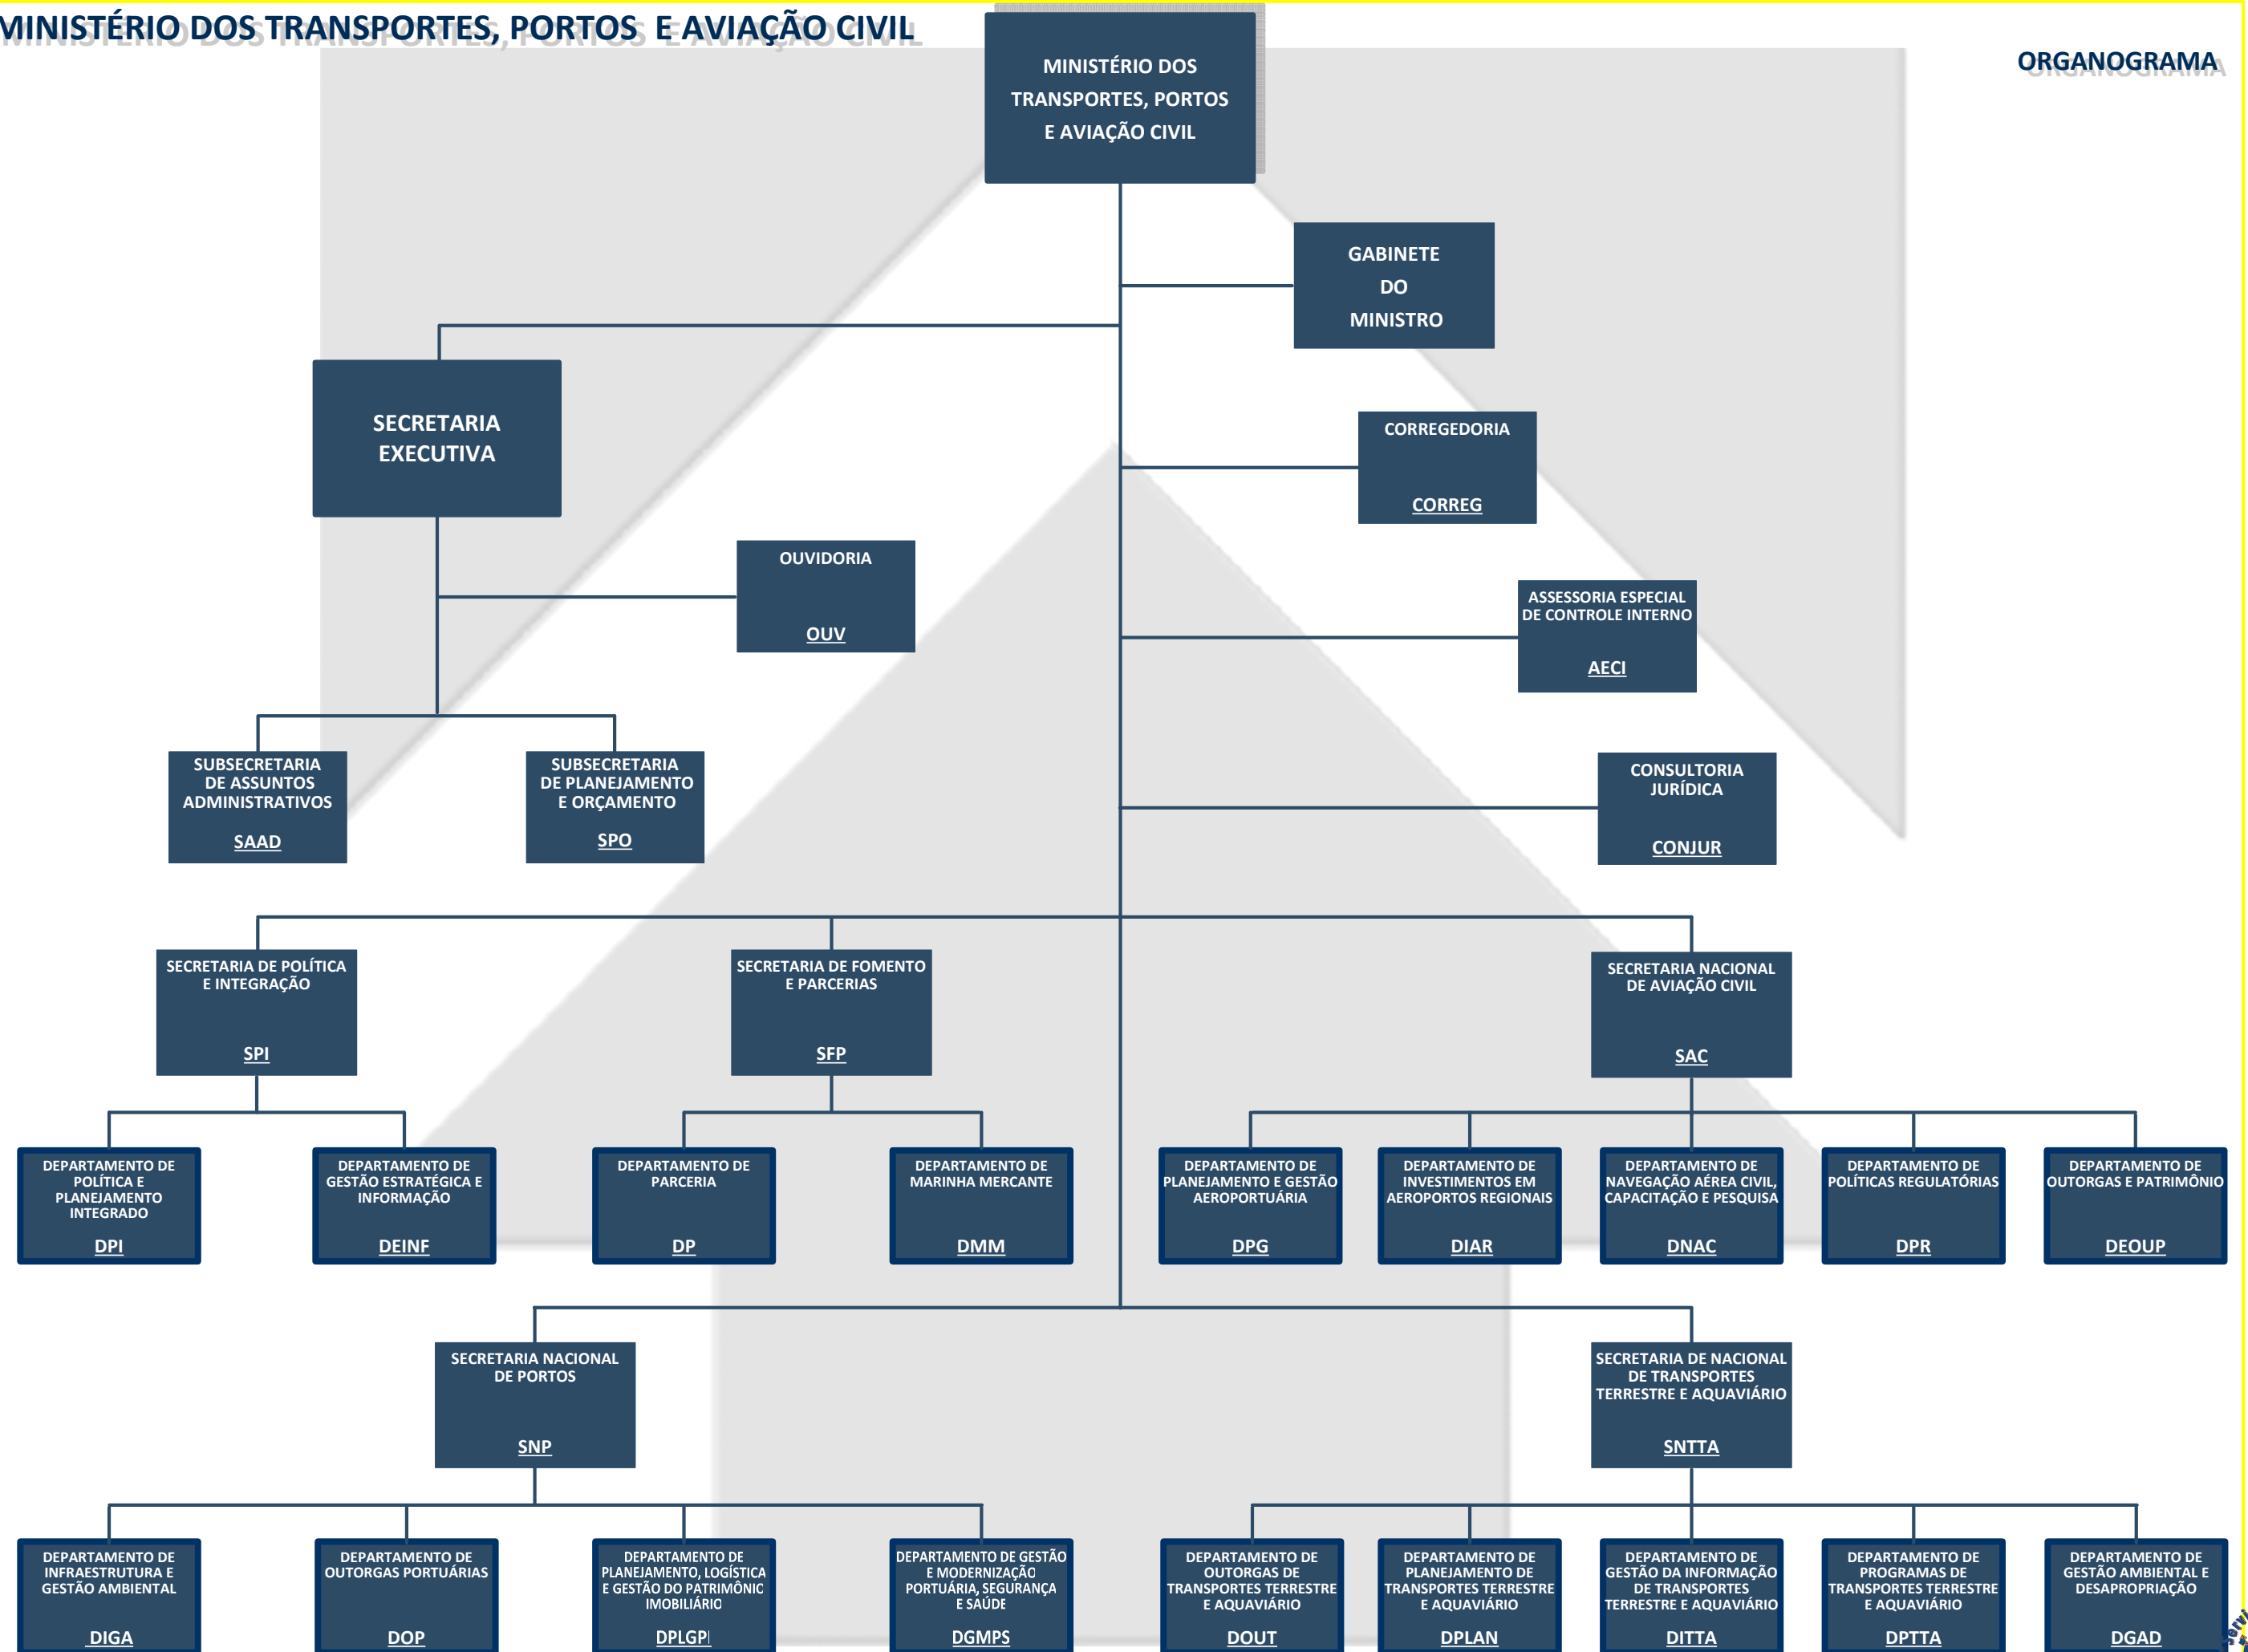 MINISTÉRIO DOS TRANSPORTES, PORTOS E AVIAÇÃO CIVIL
ORGANOGRAMA
MINISTÉRIO DOS
TRANSPORTES, PORTOS
E AVIAÇÃO CIVIL
GABINETE
DO
MINISTRO
SECRETARIA
EXECUTIVA
CORREGEDORIA
CORREG
OUVIDORIA
OUV
ASSESSORIA ESPECIAL
DE CONTROLE INTERNO
AECI
SUBSECRETARIA
DE ASSUNTOS
ADMINISTRATIVOS
SAAD
SUBSECRETARIA
DE PLANEJAMENTO
E ORÇAMENTO
SPO
CONSULTORIA
JURÍDICA
CONJUR
SECRETARIA DE POLÍTICA
E INTEGRAÇÃO
SPI
SECRETARIA DE FOMENTO
E PARCERIAS
SFP
SECRETARIA NACIONAL
DE AVIAÇÃO CIVIL
SAC
DEPARTAMENTO DE
POLÍTICA E
PLANEJAMENTO
INTEGRADO
DPI
DEPARTAMENTO DE
GESTÃO ESTRATÉGICA E
INFORMAÇÃO
DEINF
DEPARTAMENTO DE
PARCERIA
DP
DEPARTAMENTO DE
MARINHA MERCANTE
DMM
DEPARTAMENTO DE
PLANEJAMENTO E GESTÃO
AEROPORTUÁRIA
DPG
DEPARTAMENTO DE
INVESTIMENTOS EM
AEROPORTOS REGIONAIS
DIAR
DEPARTAMENTO DE
NAVEGAÇÃO AÉREA CIVIL,
CAPACITAÇÃO E PESQUISA
DNAC
DEPARTAMENTO DE
POLÍTICAS REGULATÓRIAS
DPR
DEPARTAMENTO DE
OUTORGAS E PATRIMÔNIO
DEOUP
SECRETARIA NACIONAL
DE PORTOS
SNP
SECRETARIA DE NACIONAL
DE TRANSPORTES
TERRESTRE E AQUAVIÁRIO
SNTTA
DEPARTAMENTO DE
INFRAESTRUTURA E
GESTÃO AMBIENTAL
DIGA
DEPARTAMENTO DE
OUTORGAS PORTUÁRIAS
DOP
DEPARTAMENTO DE
PLANEJAMENTO, LOGÍSTICA
E GESTÃO DO PATRIMÔNIO
IMOBILIÁRIO
DPLGPI
DEPARTAMENTO DE GESTÃO
E MODERNIZAÇÃO
PORTUÁRIA, SEGURANÇA
E SAÚDE
DGMPS
DEPARTAMENTO DE
OUTORGAS DE
TRANSPORTES TERRESTRE
E AQUAVIÁRIO
DOUT
DEPARTAMENTO DE
PLANEJAMENTO DE
TRANSPORTES TERRESTRE
E AQUAVIÁRIO
DPLAN
DEPARTAMENTO DE
GESTÃO DA INFORMAÇÃO
DE TRANSPORTES
TERRESTRE E AQUAVIÁRIO
DITTA
DEPARTAMENTO DE
PROGRAMAS DE
TRANSPORTES TERRESTRE
E AQUAVIÁRIO
DPTTA
DEPARTAMENTO DE
GESTÃO AMBIENTAL E
DESAPROPRIAÇÃO
DGAD